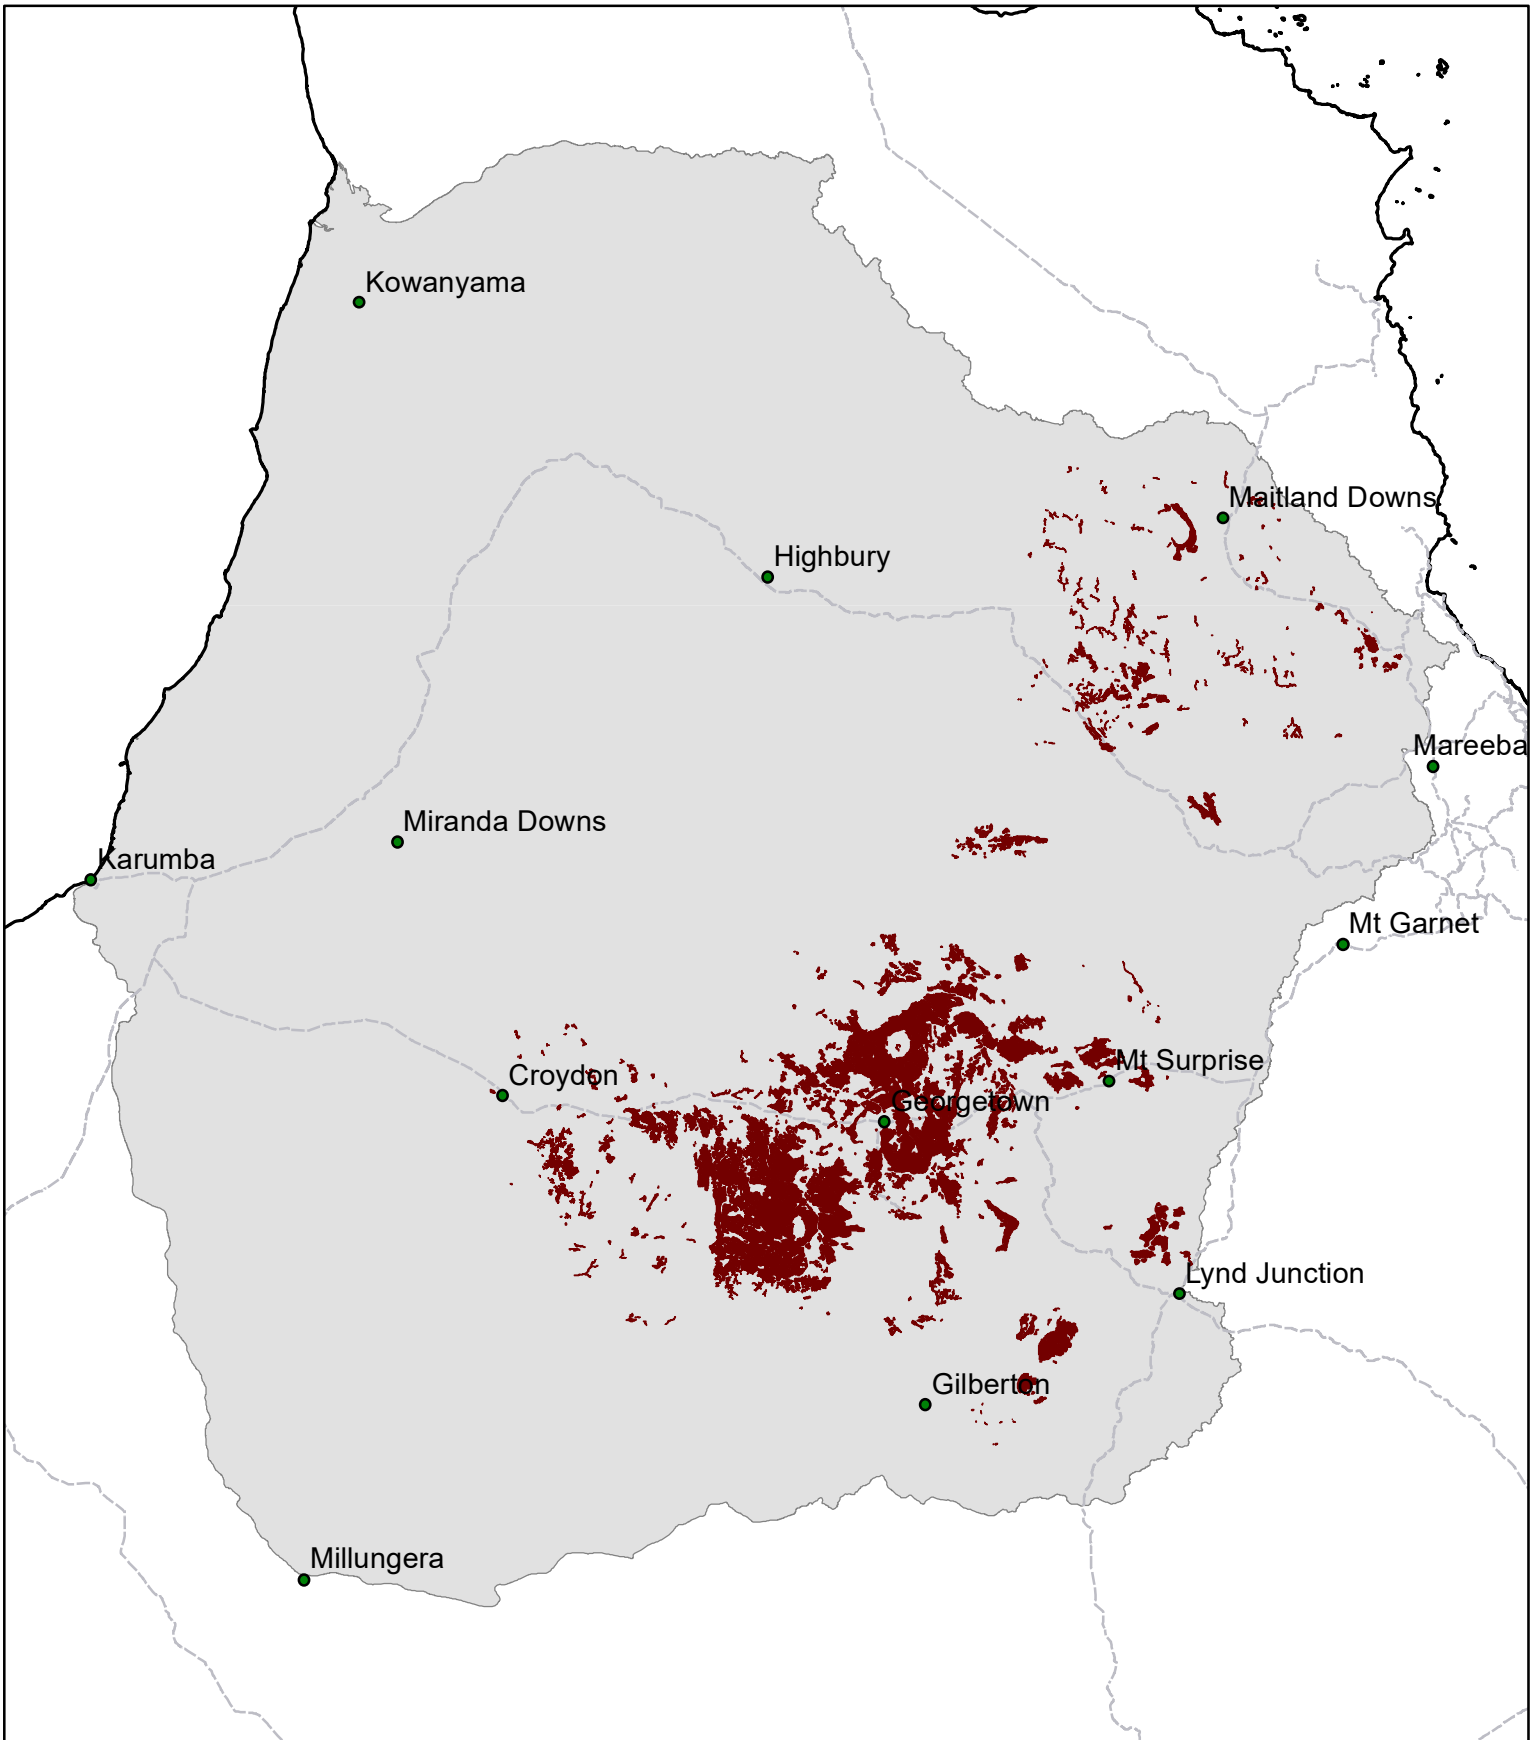 Kowanyama
Maitland Downs
Highbury
Mareeba
Miranda Downs
Karumba
Mt Garnet
Mt Surprise
Croydon
Georgetown
Lynd Junction
Gilberton
Millungera